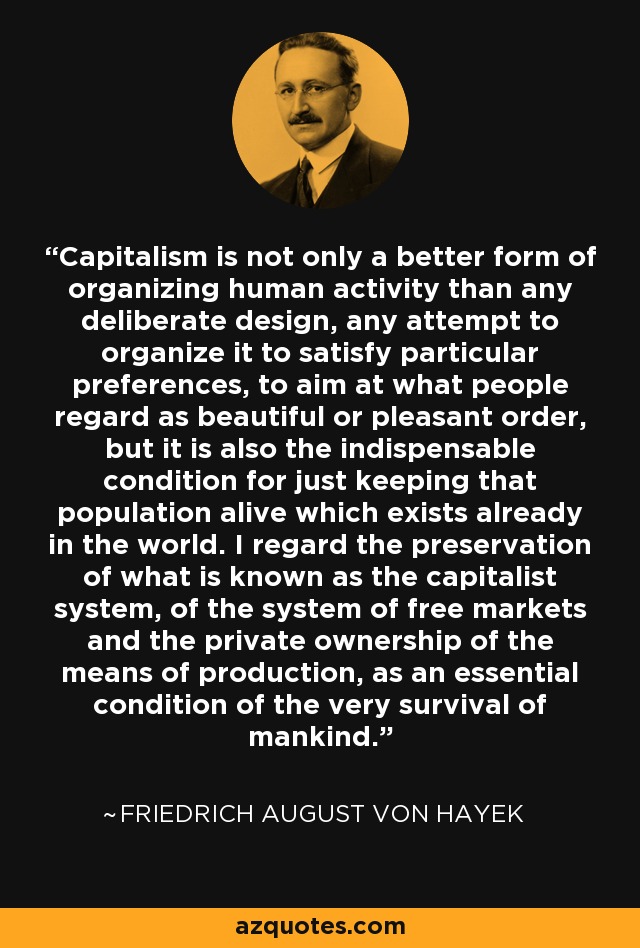 “Capitalism is not only a better form of
organizing human activity than any
deliberate design, any attempt to
organize it to satisfy particular
preferences, to aim at what people
regard as beautiful or pleasant order,
but it is also the indispensable
condition for just keeping that
population alive which exists already
in the world. I regard the preservation
of what is known as the capitalist
system, of the system of free markets
and the private ownership of the
means of production, as an essential
condition of the very survival of
mankind.”
~FRIEDRICH AUGUST VON HAYEK
azquotes.com